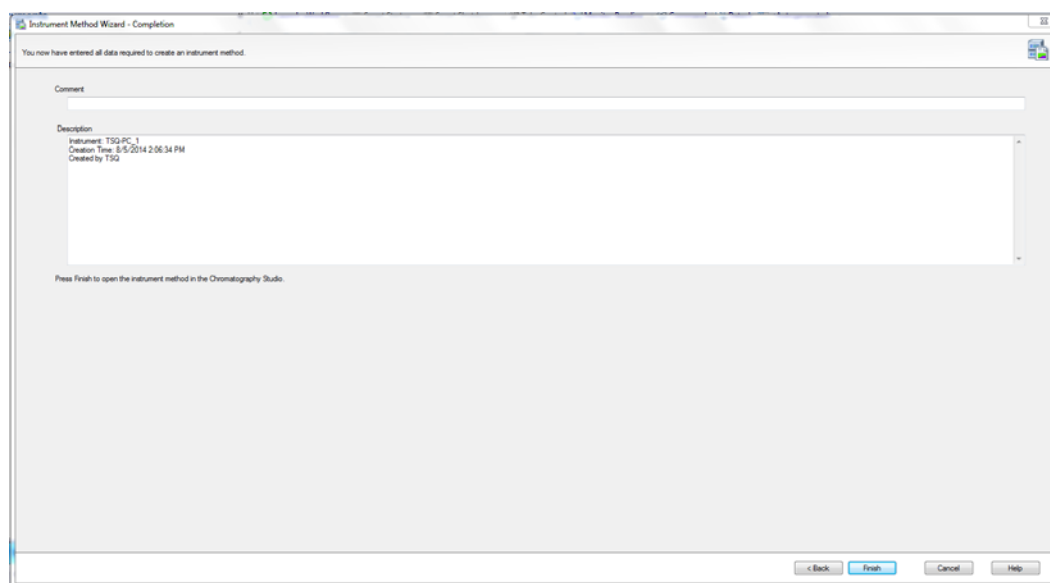 Instrument Method Wizard - Completion
You now have entered all data required to create an instrument method.
Comment
Description
Instrument: TSQ-PC_1
Creation Time: 8/5/2014 2:06:34 PM
Created by TSQ
Press Finish to open the instrument method in the Chromatography Studio.
< Back Finish Cancel Help